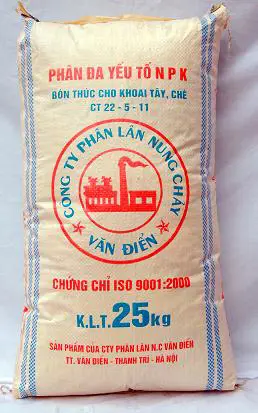 PHÂN ĐA YẾU TỐ N P K
BÓN THÚC CHO KHOAI TÂY, CHÈ
CT 22 - 5 - 11
CÔNG TY PHÂN LÂN NUNG CHẢY
VĂN ĐIỂN
CHỨNG CHỈ ISO 9001:2000
K.L.T. 25kg
SẢN PHẨM CỦA CTY PHÂN LÂN N.C VĂN ĐIỂN
TT. VĂN ĐIỂN - THANH TRÌ - HÀ NỘI